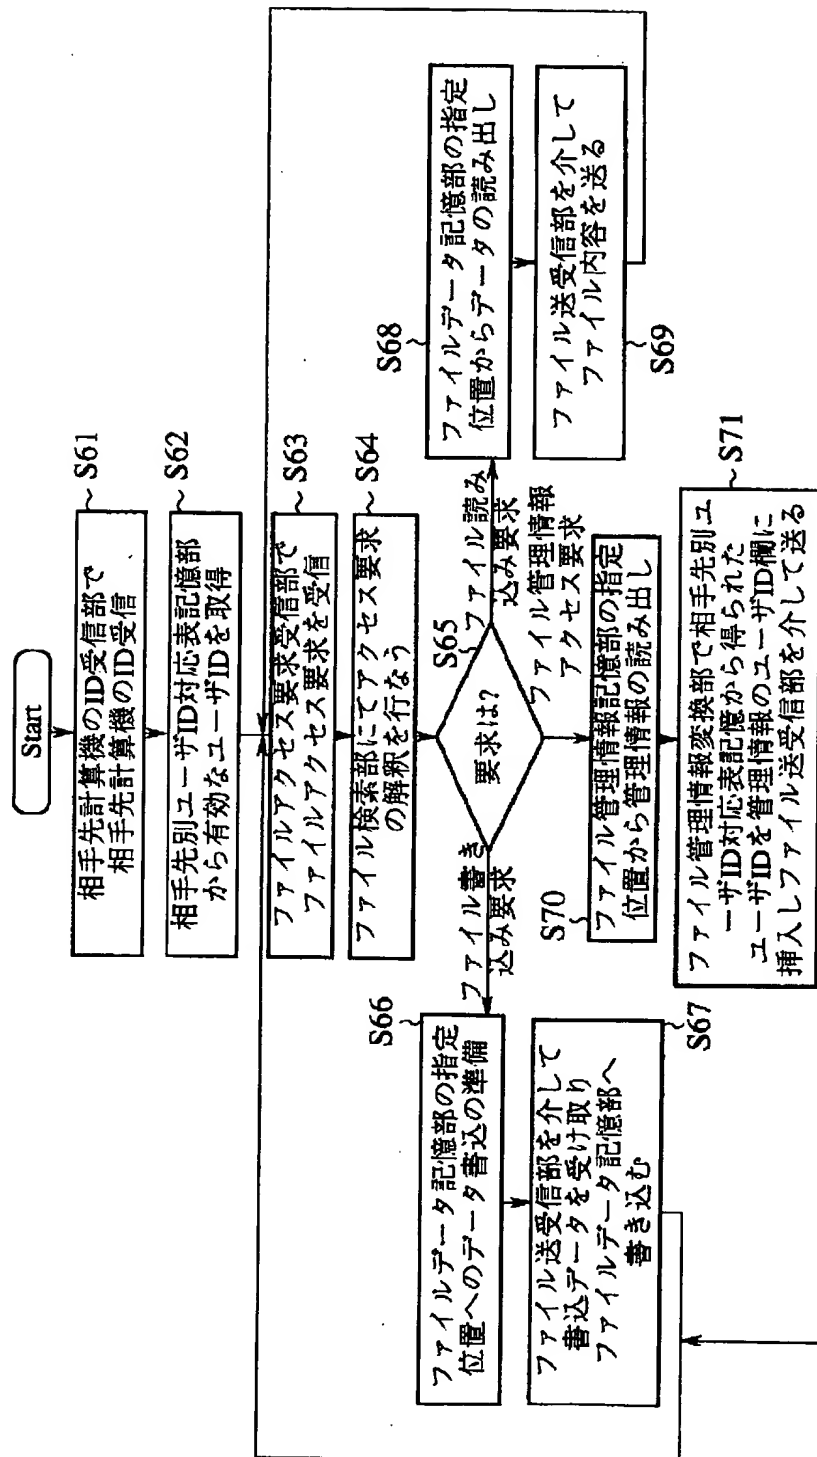 Start
相手先計算機のID受信部で
相手先計算機のID受信
S61
相手先別ユーザID対応表記憶部
から有効なユーザIDを取得
S62
ファイルアクセス要求受信部で
ファイルアクセス要求を受信
S63
ファイル検索部にてアクセス要求
の解釈を行なう
S64
要求は?
S65
ファイル書き
込み要求
ファイル読み
込み要求
ファイル管理情報
アクセス要求
ファイルデータ記憶部の指定
位置へのデータ書込の準備
S66
ファイル送受信部を介して
書込データを受け取り
ファイルデータ記憶部へ
書き込む
S67
ファイルデータ記憶部の指定
位置からデータの読み出し
S68
ファイル送受信部を介して
ファイル内容を送る
S69
ファイル管理情報記憶部の指定
位置から管理情報の読み出し
S70
ファイル管理情報変換部で相手先別ユ
ーザID対応表記憶から得られた
ユーザIDを管理情報のユーザID欄に
挿入しファイル送受信部を介して送る
S71